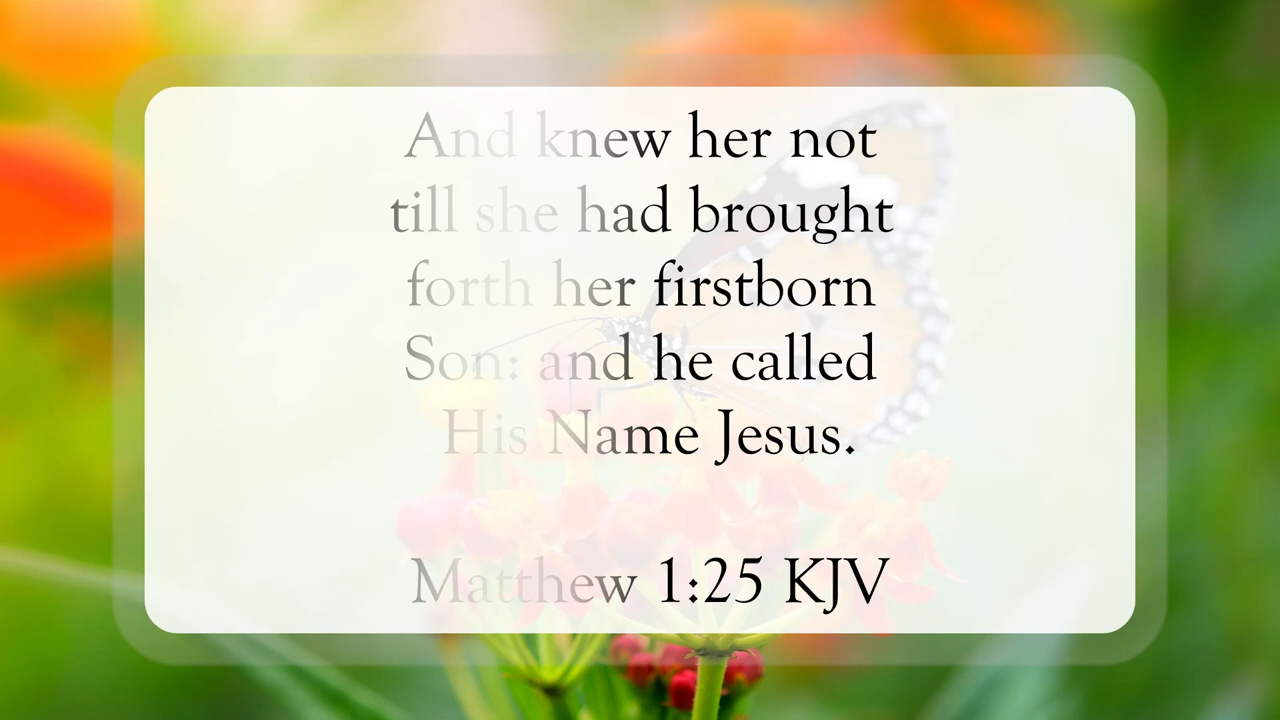 And knew her not
till she had brought
forth her firstborn
Son: and he called
His Name Jesus.
Matthew 1:25 KJV